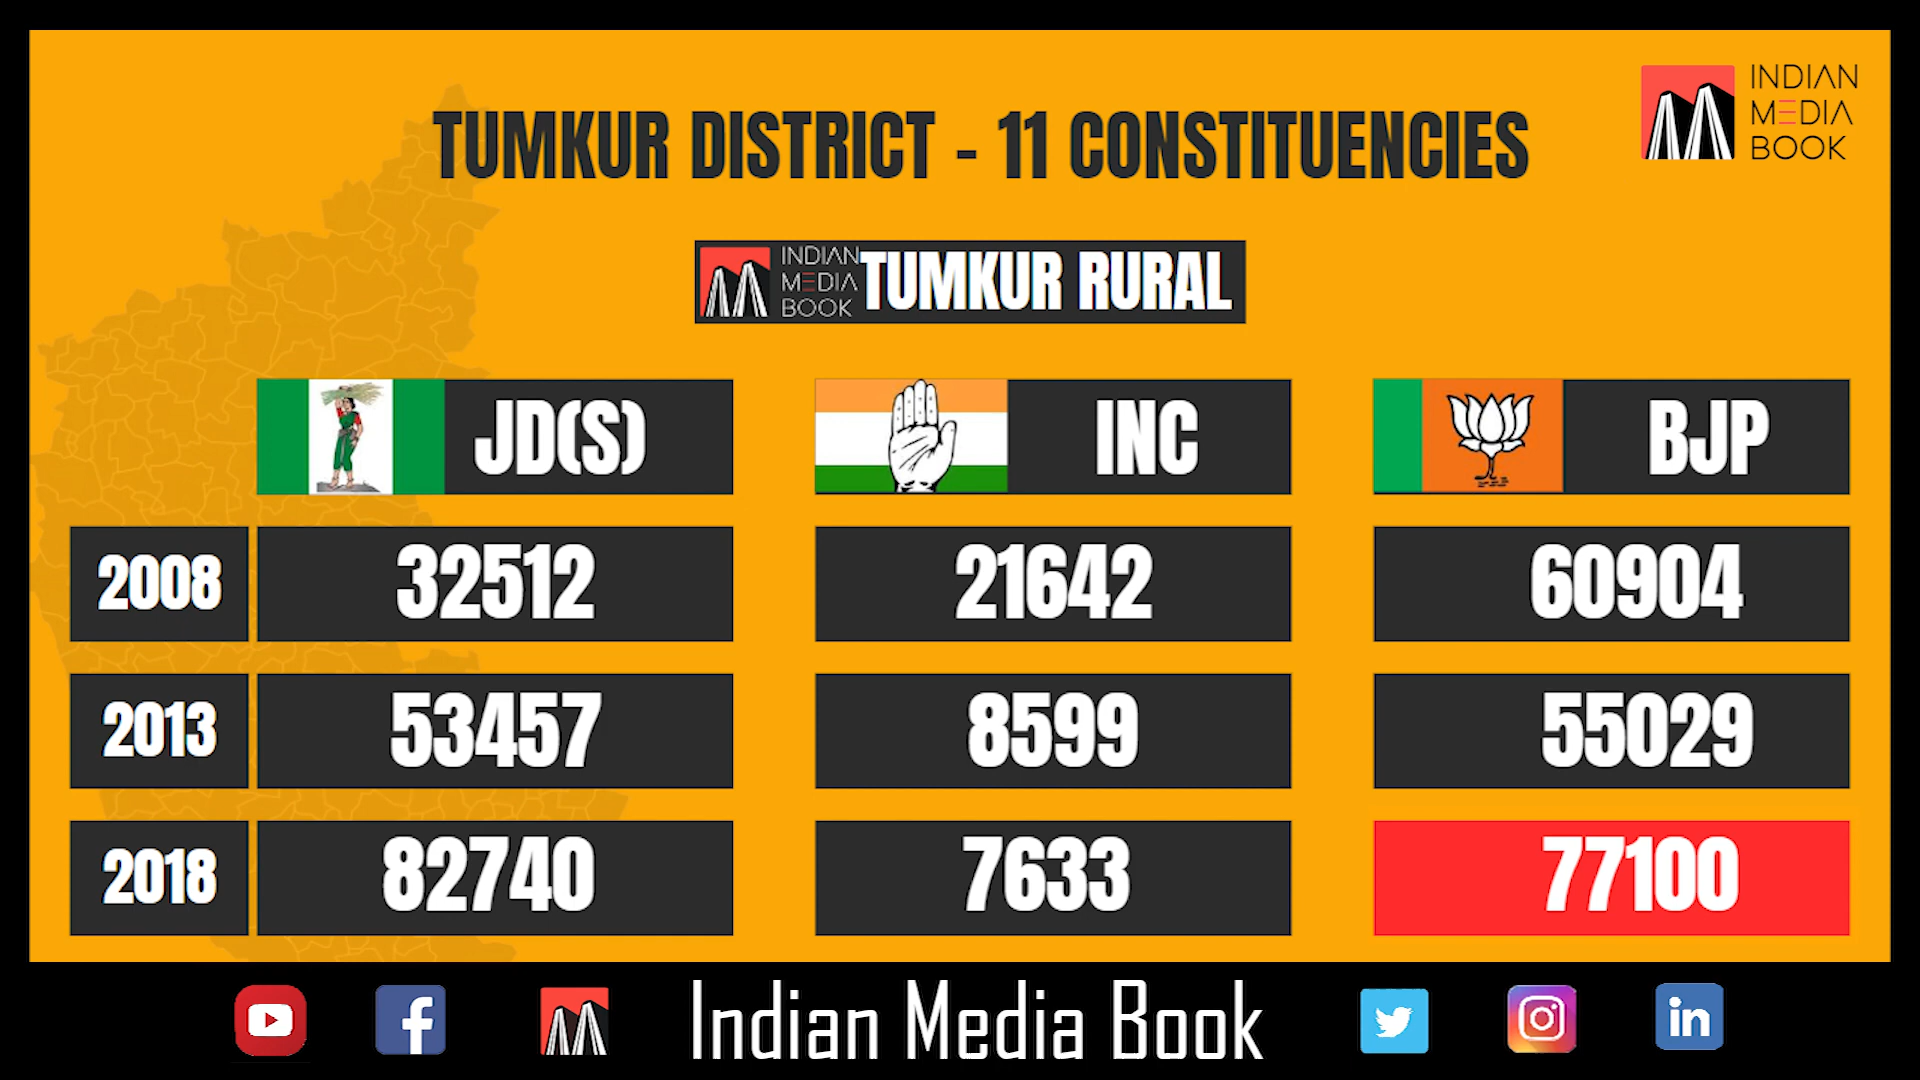 TUMKUR DISTRICT - 11 CONSTITUENCIES
INDIAN
MEDIA
BOOK
INDIAN
MEDIA
BOOK
TUMKUR RURAL
JD(S) INC BJP
2008 32512 21642 60904
2013 53457 8599 55029
2018 82740 7633 77100
Indian Media Book
in